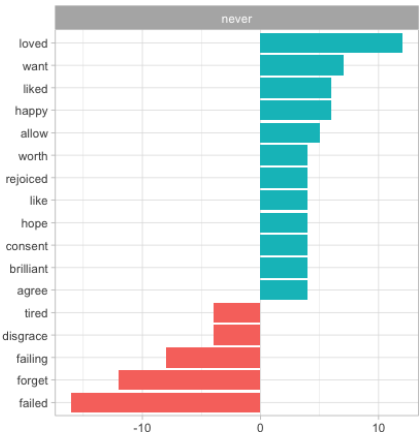 never
loved
want
liked
happy
allow
worth
rejoiced
like
hope
consent
brilliant
agree
tired
disgrace
failing
forget
failed
-10 0 10